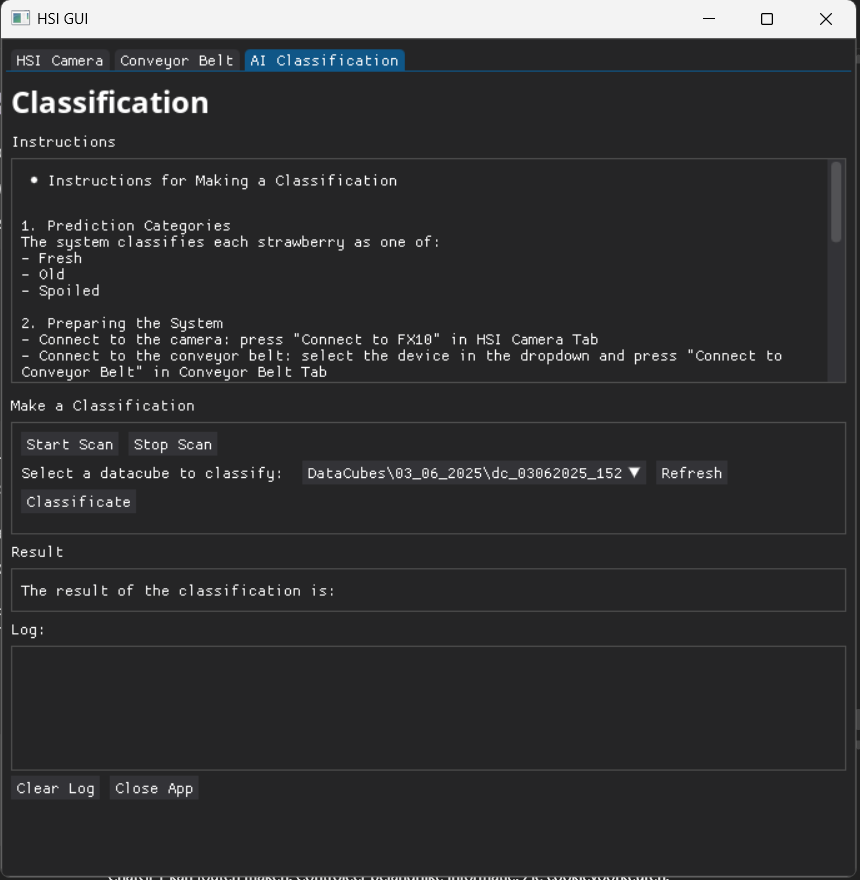 HSI GUI
HSI Camera Conveyor Belt AI Classification
Classification
Instructions
• Instructions for Making a Classification
1. Prediction Categories
The system classifies each strawberry as one of:
- Fresh
- Old
- Spoiled
2. Preparing the System
- Connect to the camera: press "Connect to FX10" in HSI Camera Tab
- Connect to the conveyor belt: select the device in the dropdown and press "Connect to
Conveyor Belt" in Conveyor Belt Tab
Make a Classification
Start Scan Stop Scan
Select a datacube to classify: DataCubes\03_06_2025\dc_03062025_152 Refresh
Classificate
Result
The result of the classification is:
Log:
Clear Log Close App